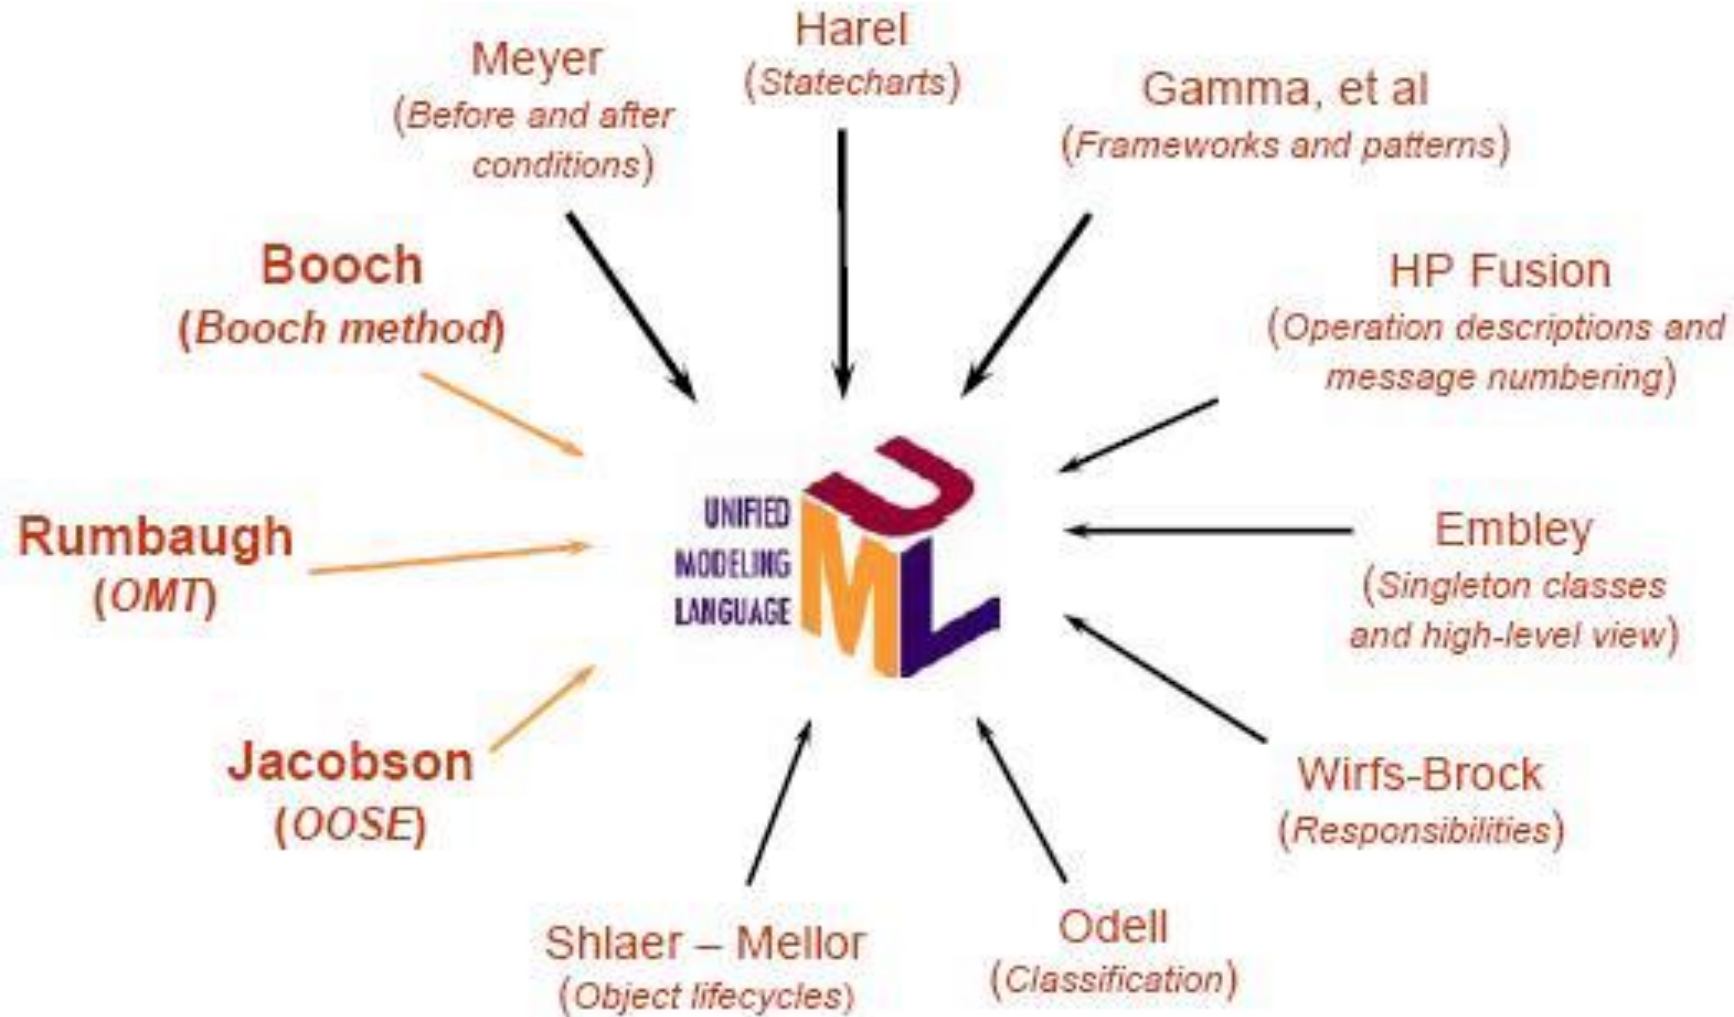 Harel
(Statecharts)
Meyer
(Before and after
conditions)
Gamma, et al
(Frameworks and patterns)
Booch
(Booch method)
HP Fusion
(Operation descriptions and
message numbering)
Rumbaugh
(OMT)
UNIFIED
MODELING
LANGUAGE
UML
Embley
(Singleton classes
and high-level view)
Jacobson
(OOSE)
Wirfs-Brock
(Responsibilities)
Shlaer – Mellor
(Object lifecycles)
Odell
(Classification)